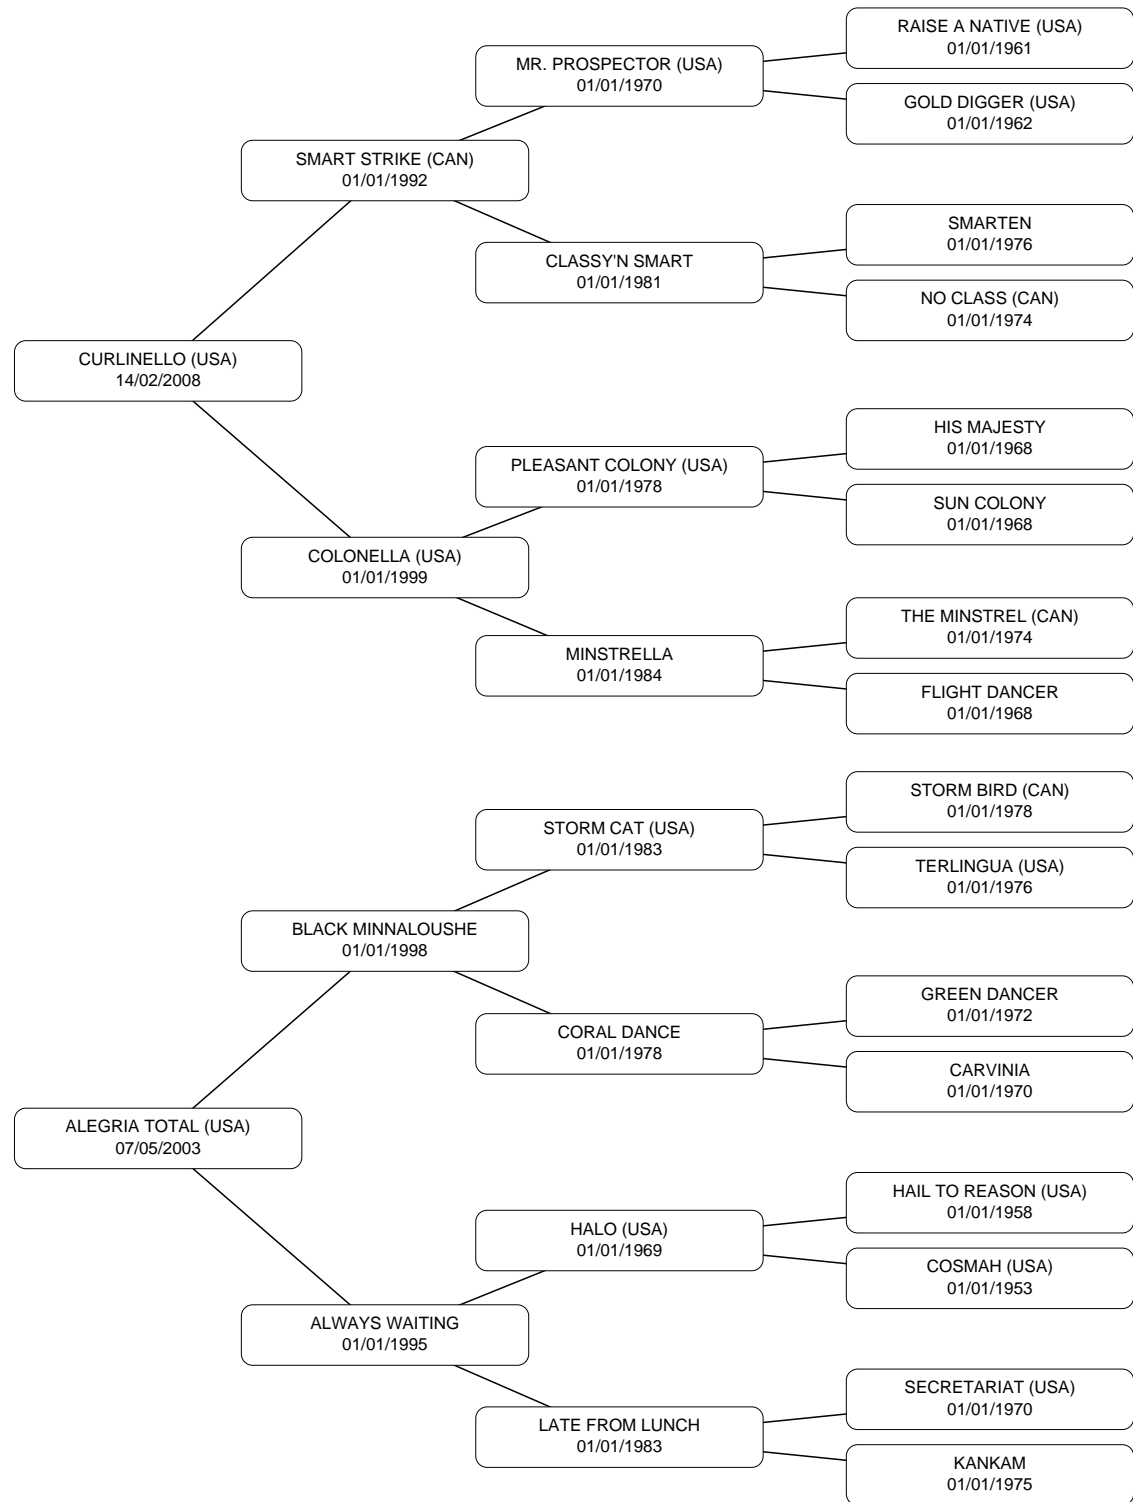 RAISE A NATIVE (USA)
01/01/1961
MR. PROSPECTOR (USA)
01/01/1970
GOLD DIGGER (USA)
01/01/1962
SMART STRIKE (CAN)
01/01/1992
SMARTEN
01/01/1976
CLASSY'N SMART
01/01/1981
NO CLASS (CAN)
01/01/1974
CURLINELLO (USA)
14/02/2008
HIS MAJESTY
01/01/1968
PLEASANT COLONY (USA)
01/01/1978
SUN COLONY
01/01/1968
COLONELLA (USA)
01/01/1999
THE MINSTREL (CAN)
01/01/1974
MINSTRELLA
01/01/1984
FLIGHT DANCER
01/01/1968
STORM BIRD (CAN)
01/01/1978
STORM CAT (USA)
01/01/1983
TERLINGUA (USA)
01/01/1976
BLACK MINNALOUSHE
01/01/1998
GREEN DANCER
01/01/1972
CORAL DANCE
01/01/1978
CARVINIA
01/01/1970
ALEGRIA TOTAL (USA)
07/05/2003
HAIL TO REASON (USA)
01/01/1958
HALO (USA)
01/01/1969
COSMAH (USA)
01/01/1953
ALWAYS WAITING
01/01/1995
SECRETARIAT (USA)
01/01/1970
LATE FROM LUNCH
01/01/1983
KANKAM
01/01/1975